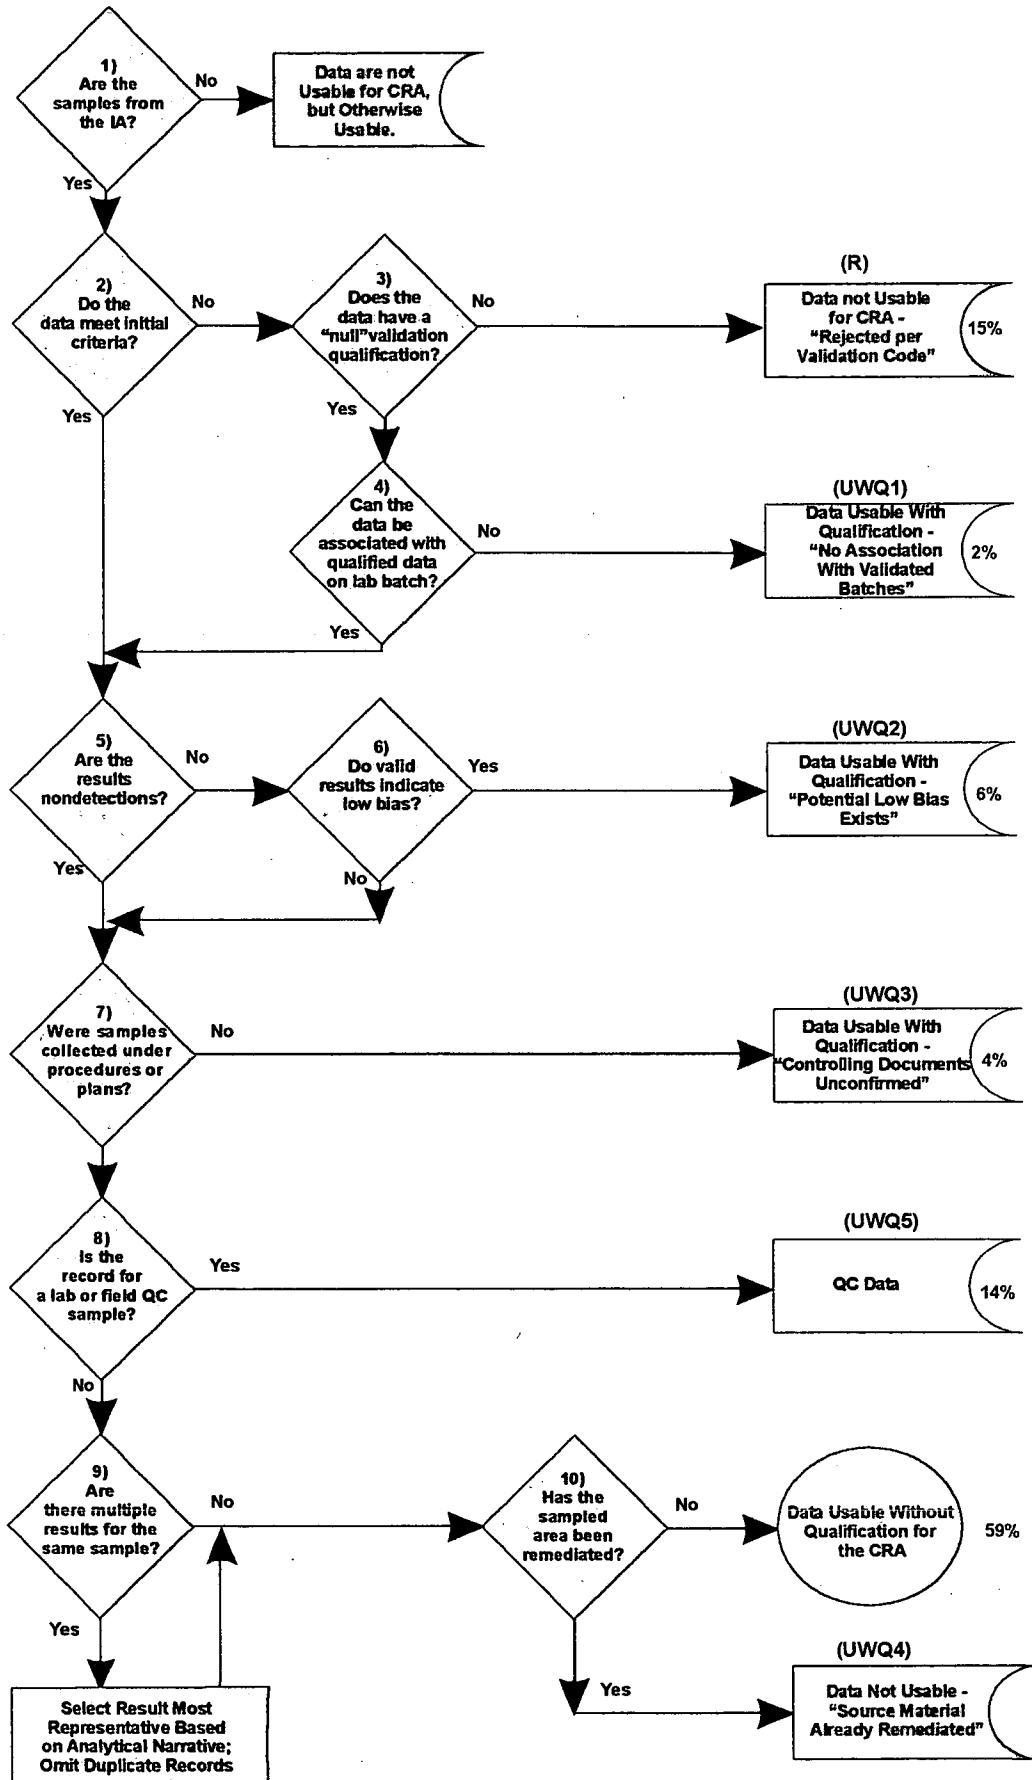 1)
Are the
samples from
the IA?
No
Data are not
Usable for CRA,
but Otherwise
Usable.
Yes
2)
Do the
data meet initial
criteria?
No
3)
Does the
data have a
"null"validation
qualification?
No
(R)
Data not Usable
for CRA -
"Rejected per
Validation Code"
15%
Yes
Yes
4)
Can the
data be
associated with
qualified data
on lab batch?
No
(UWQ1)
Data Usable With
Qualification -
"No Association
With Validated
Batches"
2%
Yes
5)
Are the
results
nondetections?
No
6)
Do valid
results indicate
low bias?
Yes
(UWQ2)
Data Usable With
Qualification -
"Potential Low Bias
Exists"
6%
Yes
No
7)
Were samples
collected under
procedures or
plans?
No
(UWQ3)
Data Usable With
Qualification -
"Controlling Documents
Unconfirmed"
4%
8)
Is the
record for
a lab or field QC
sample?
Yes
(UWQ5)
QC Data
14%
No
9)
Are
there multiple
results for the
same sample?
No
10)
Has the
sampled
area been
remediated?
No
Data Usable Without
Qualification for
the CRA
59%
Yes
Select Result Most
Representative Based
on Analytical Narrative;
Omit Duplicate Records
Yes
(UWQ4)
Data Not Usable -
"Source Material
Already Remediated"